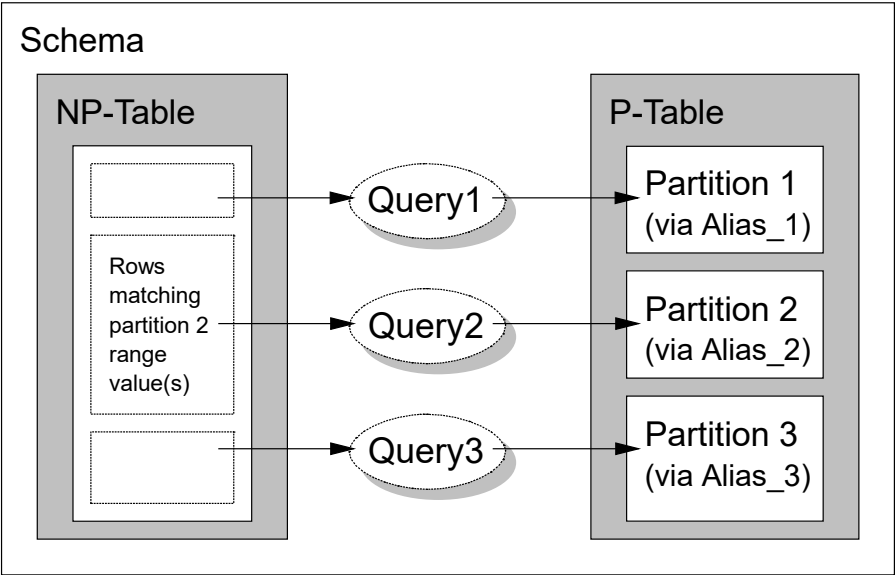 Schema
NP-Table
Rows
matching
partition 2
range
value(s)
Query1
Query2
Query3
P-Table
Partition 1
(via Alias_1)
Partition 2
(via Alias_2)
Partition 3
(via Alias_3)